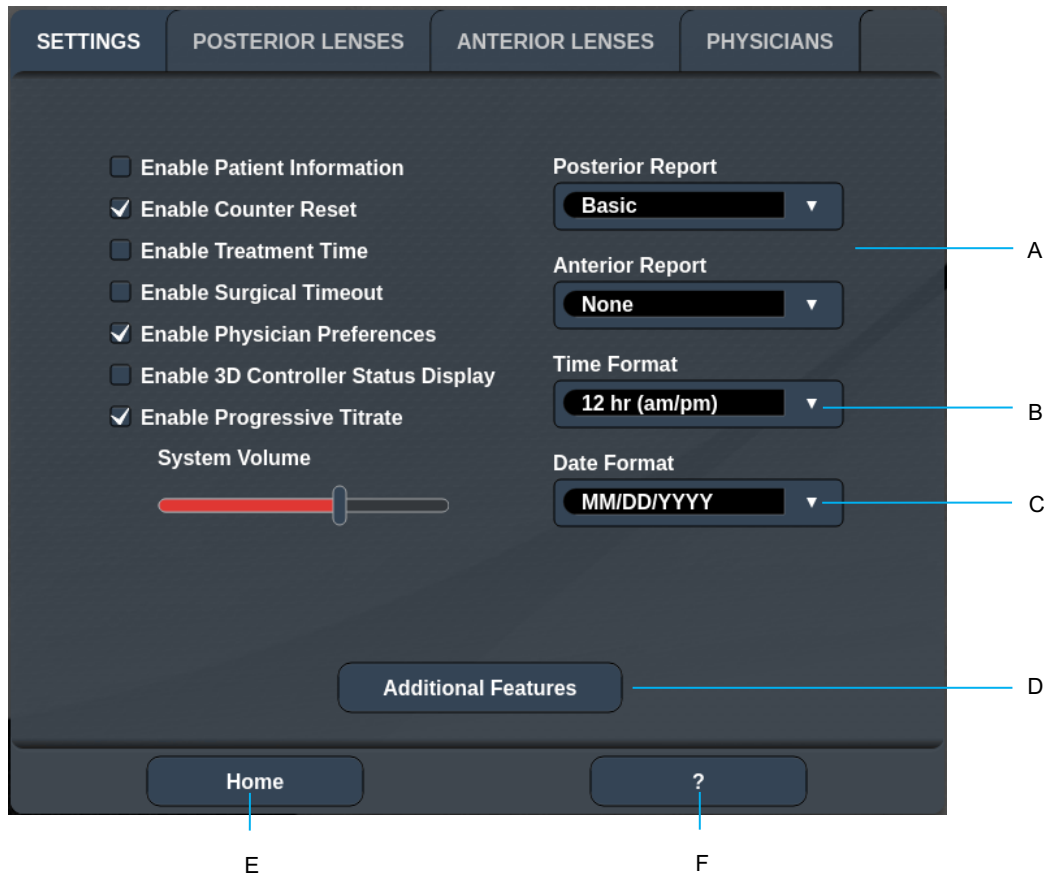 SETTINGS POSTERIOR LENSES ANTERIOR LENSES PHYSICIANS
Enable Patient Information
Enable Counter Reset
Enable Treatment Time
Enable Surgical Timeout
Enable Physician Preferences
Enable 3D Controller Status Display
Enable Progressive Titrate
System Volume
Posterior Report
Basic
A
Anterior Report
None
Time Format
12 hr (am/pm)
B
Date Format
MM/DD/YYYY
C
Additional Features
D
Home
?
E
F